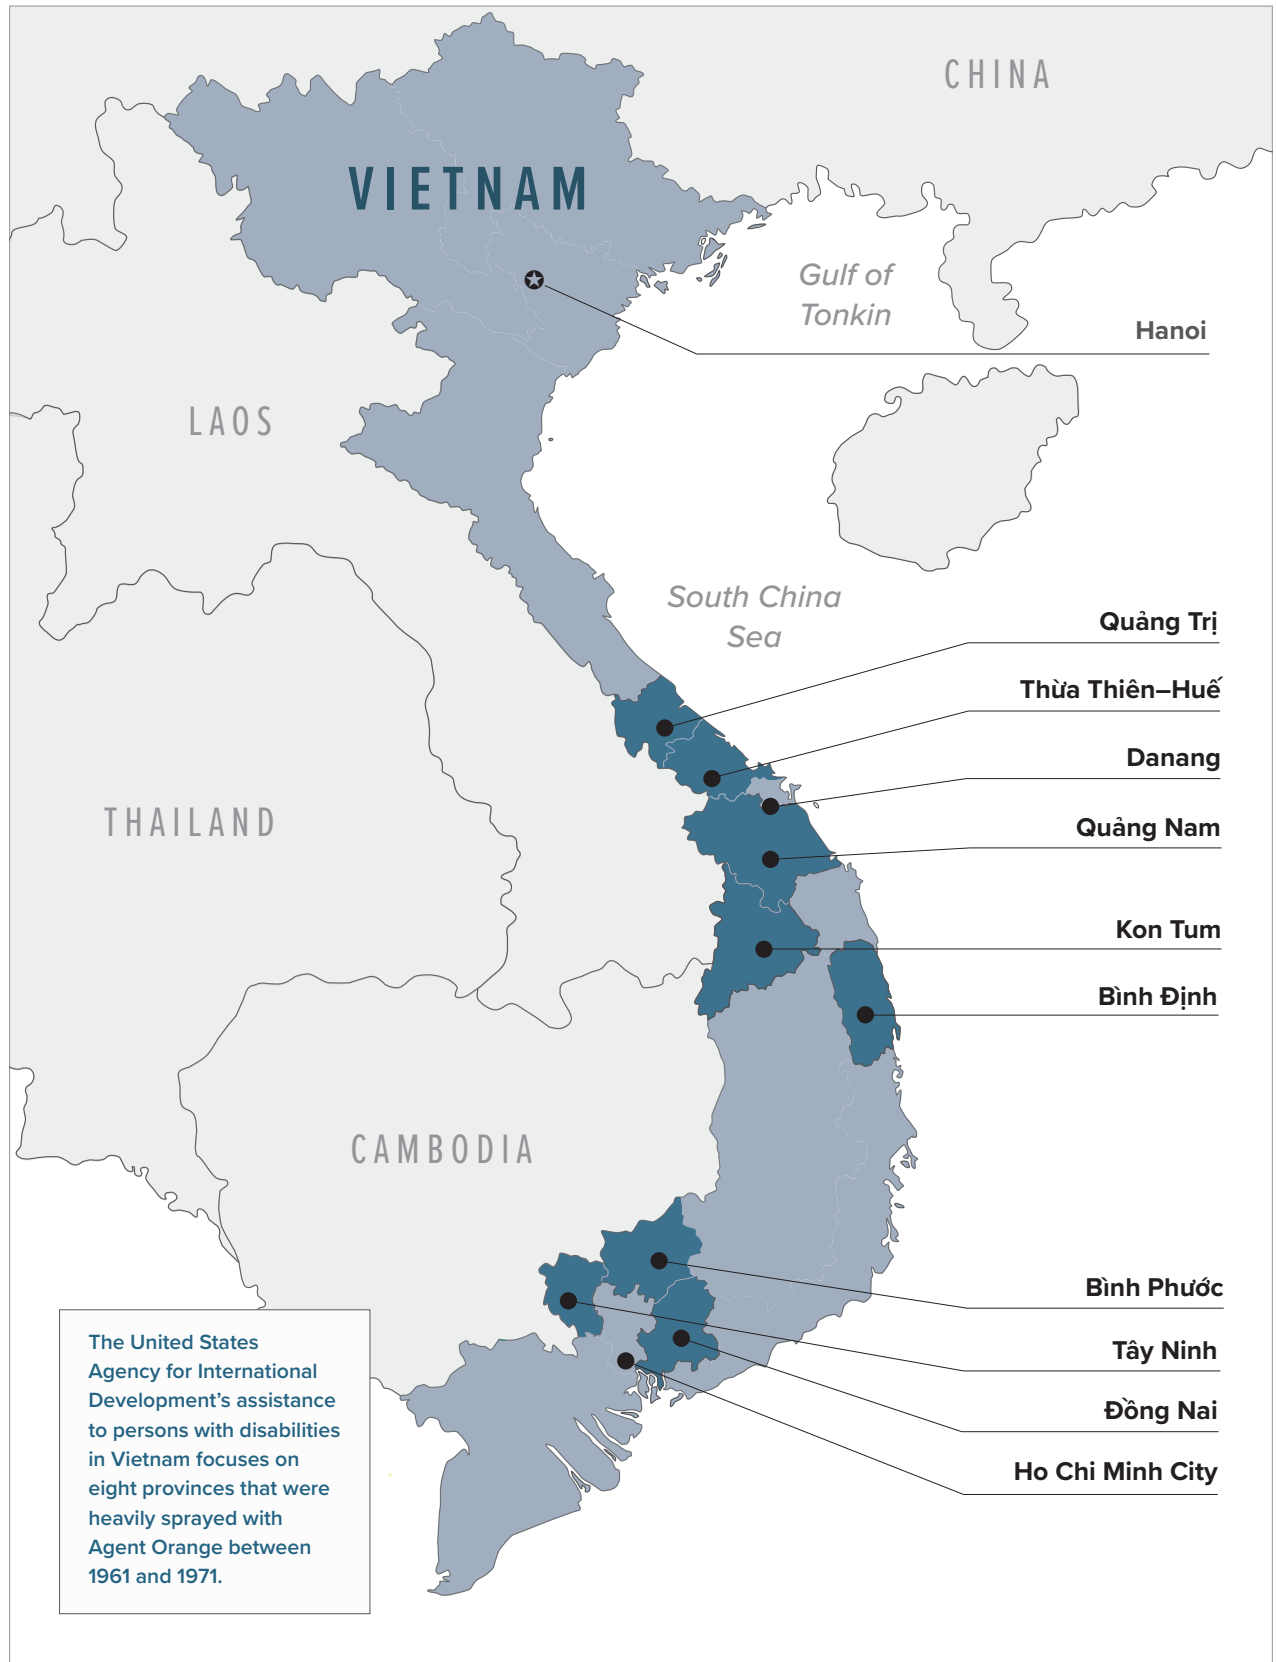 CHINA
VIETNAM
Gulf of
Tonkin
Hanoi
LAOS
South China
Sea
Quảng Trị
Thừa Thiên–Huế
Danang
THAILAND
Quảng Nam
Kon Tum
Bình Định
CAMBODIA
Bình Phước
Tây Ninh
Đồng Nai
Ho Chi Minh City
The United States
Agency for International
Development’s assistance
to persons with disabilities
in Vietnam focuses on
eight provinces that were
heavily sprayed with
Agent Orange between
1961 and 1971.